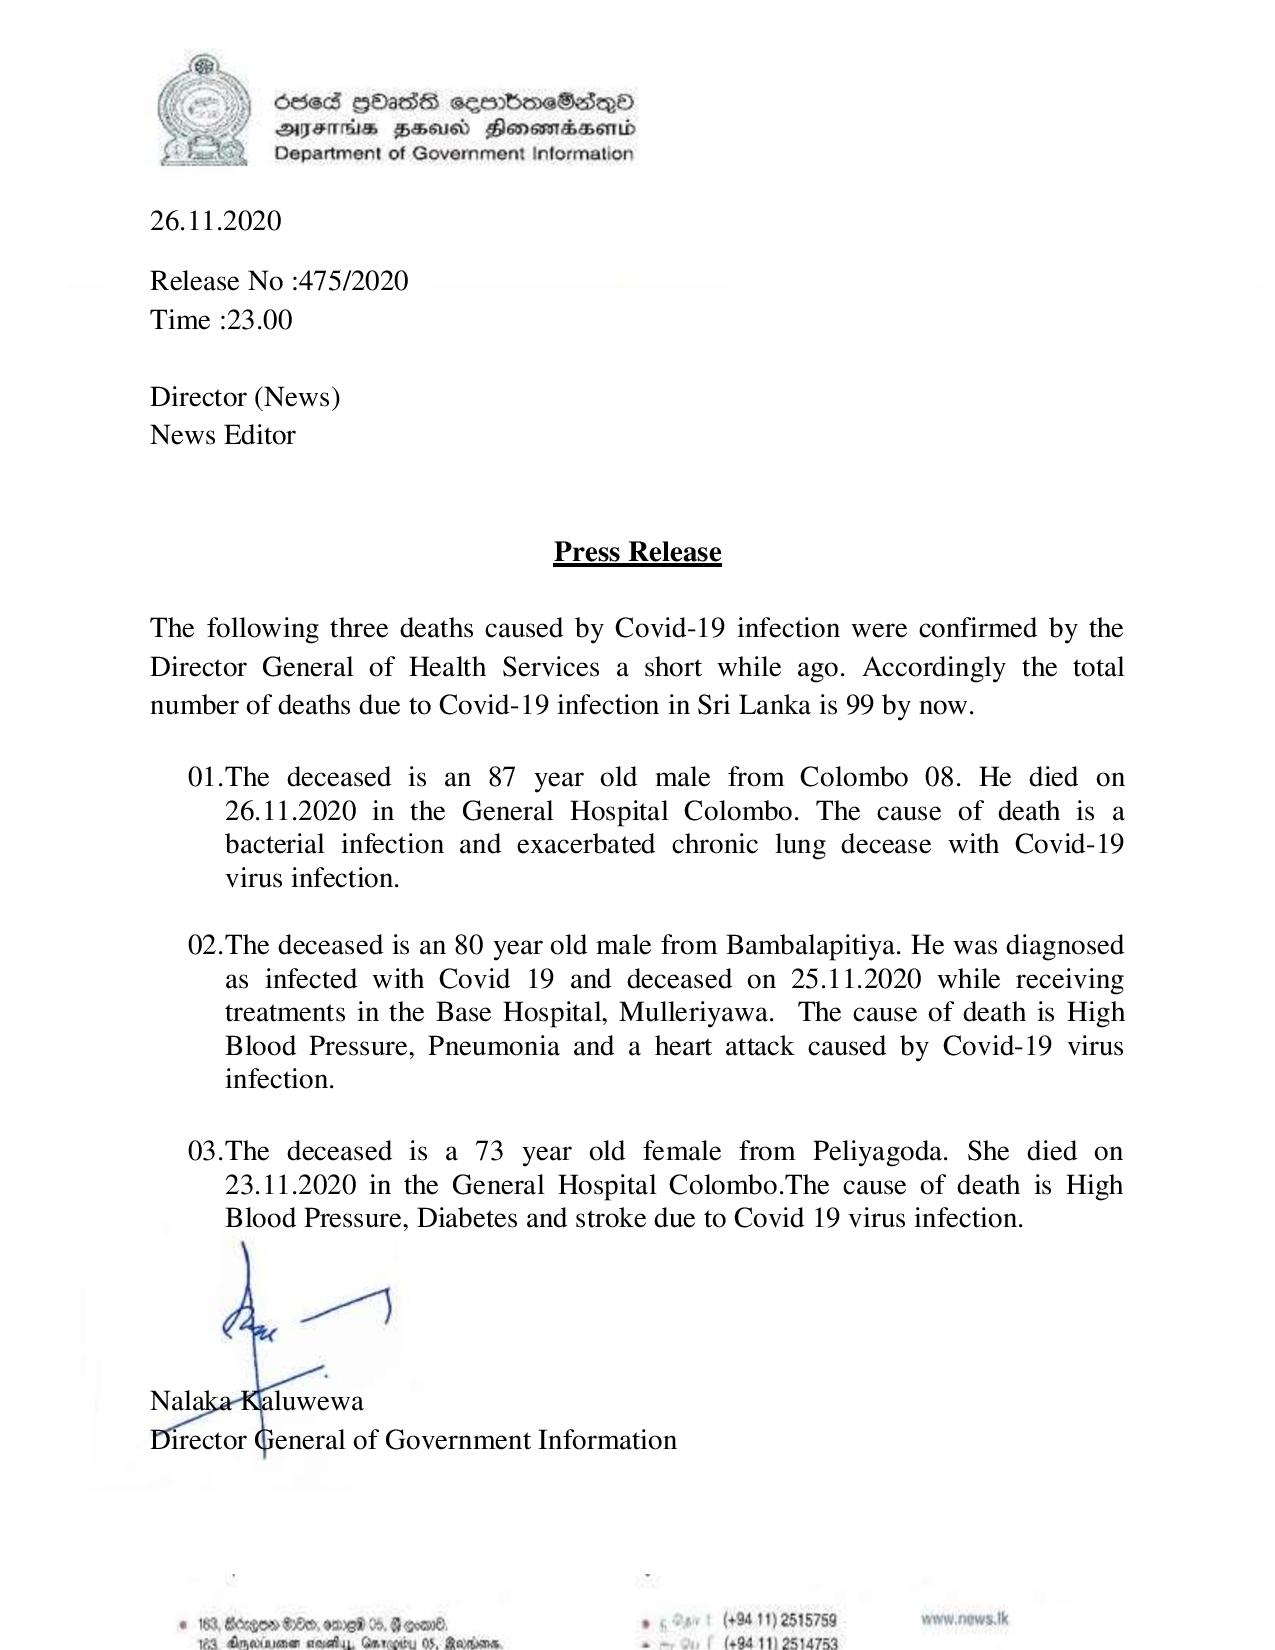 රජයේ ප්‍රවෘත්ති දෙපාර්තමේන්තුව
அரசாங்க தகவல் திணைக்களம்
Department of Government Information
26.11.2020
Release No :475/2020
Time :23.00
Director (News)
News Editor
Press Release
The following three deaths caused by Covid-19 infection were confirmed by the
Director General of Health Services a short while ago. Accordingly the total
number of deaths due to Covid-19 infection in Sri Lanka is 99 by now.
01.The deceased is an 87 year old male from Colombo 08. He died on
26.11.2020 in the General Hospital Colombo. The cause of death is a
bacterial infection and exacerbated chronic lung decease with Covid-19
virus infection.
02.The deceased is an 80 year old male from Bambalapitiya. He was diagnosed
as infected with Covid 19 and deceased on 25.11.2020 while receiving
treatments in the Base Hospital, Mulleriyawa. The cause of death is High
Blood Pressure, Pneumonia and a heart attack caused by Covid-19 virus
infection.
03.The deceased is a 73 year old female from Peliyagoda. She died on
23.11.2020 in the General Hospital Colombo.The cause of death is High
Blood Pressure, Diabetes and stroke due to Covid 19 virus infection.
Nalaka Kaluwewa
Director General of Government Information
163, කිරුලපන මාවත, කොළඹ 05, ශ්‍රී ලංකාව. (+94 11) 2515759 www.news.lk
163, கிருலப்பனை வீதி, கொழும்பு 05, இலங்கை. (+94 11) 2514753